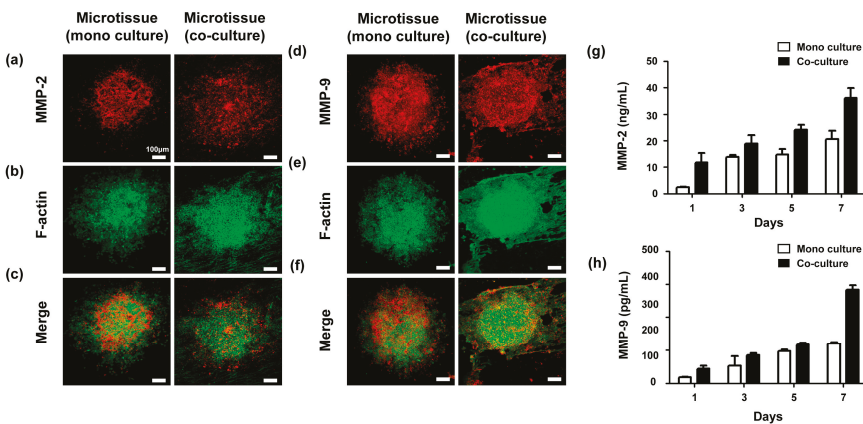 Microtissue
(mono culture)
Microtissue
(co-culture)
Microtissue
(mono culture)
Microtissue
(co-culture)
(a)
MMP-2
100μm
(b)
F-actin
(c)
Merge
(d)
MMP-9
(e)
F-actin
(f)
Merge
(g)
Mono culture
Co-culture
MMP-2 (ng/mL)
50
40
30
20
10
0
1 3 5 7
Days
(h)
Mono culture
Co-culture
MMP-9 (pg/mL)
500
400
300
200
100
0
1 3 5 7
Days